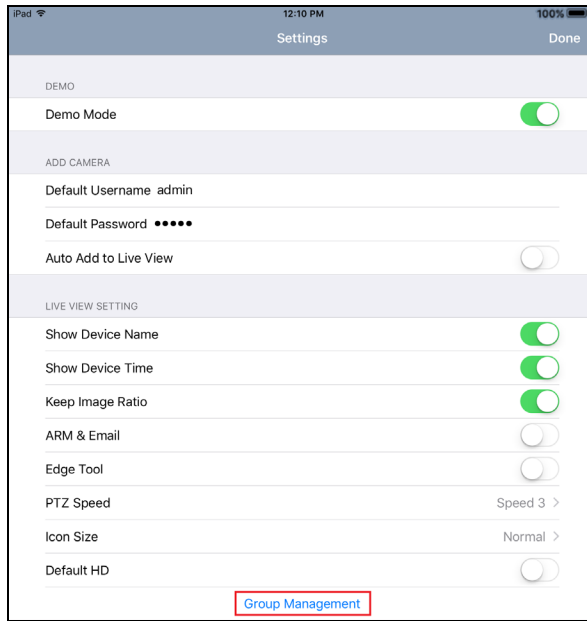 iPad 12:10 PM 100%
Settings Done
DEMO
Demo Mode
ADD CAMERA
Default Username admin
Default Password •••••
Auto Add to Live View
LIVE VIEW SETTING
Show Device Name
Show Device Time
Keep Image Ratio
ARM & Email
Edge Tool
PTZ Speed Speed 3 >
Icon Size Normal >
Default HD
Group Management